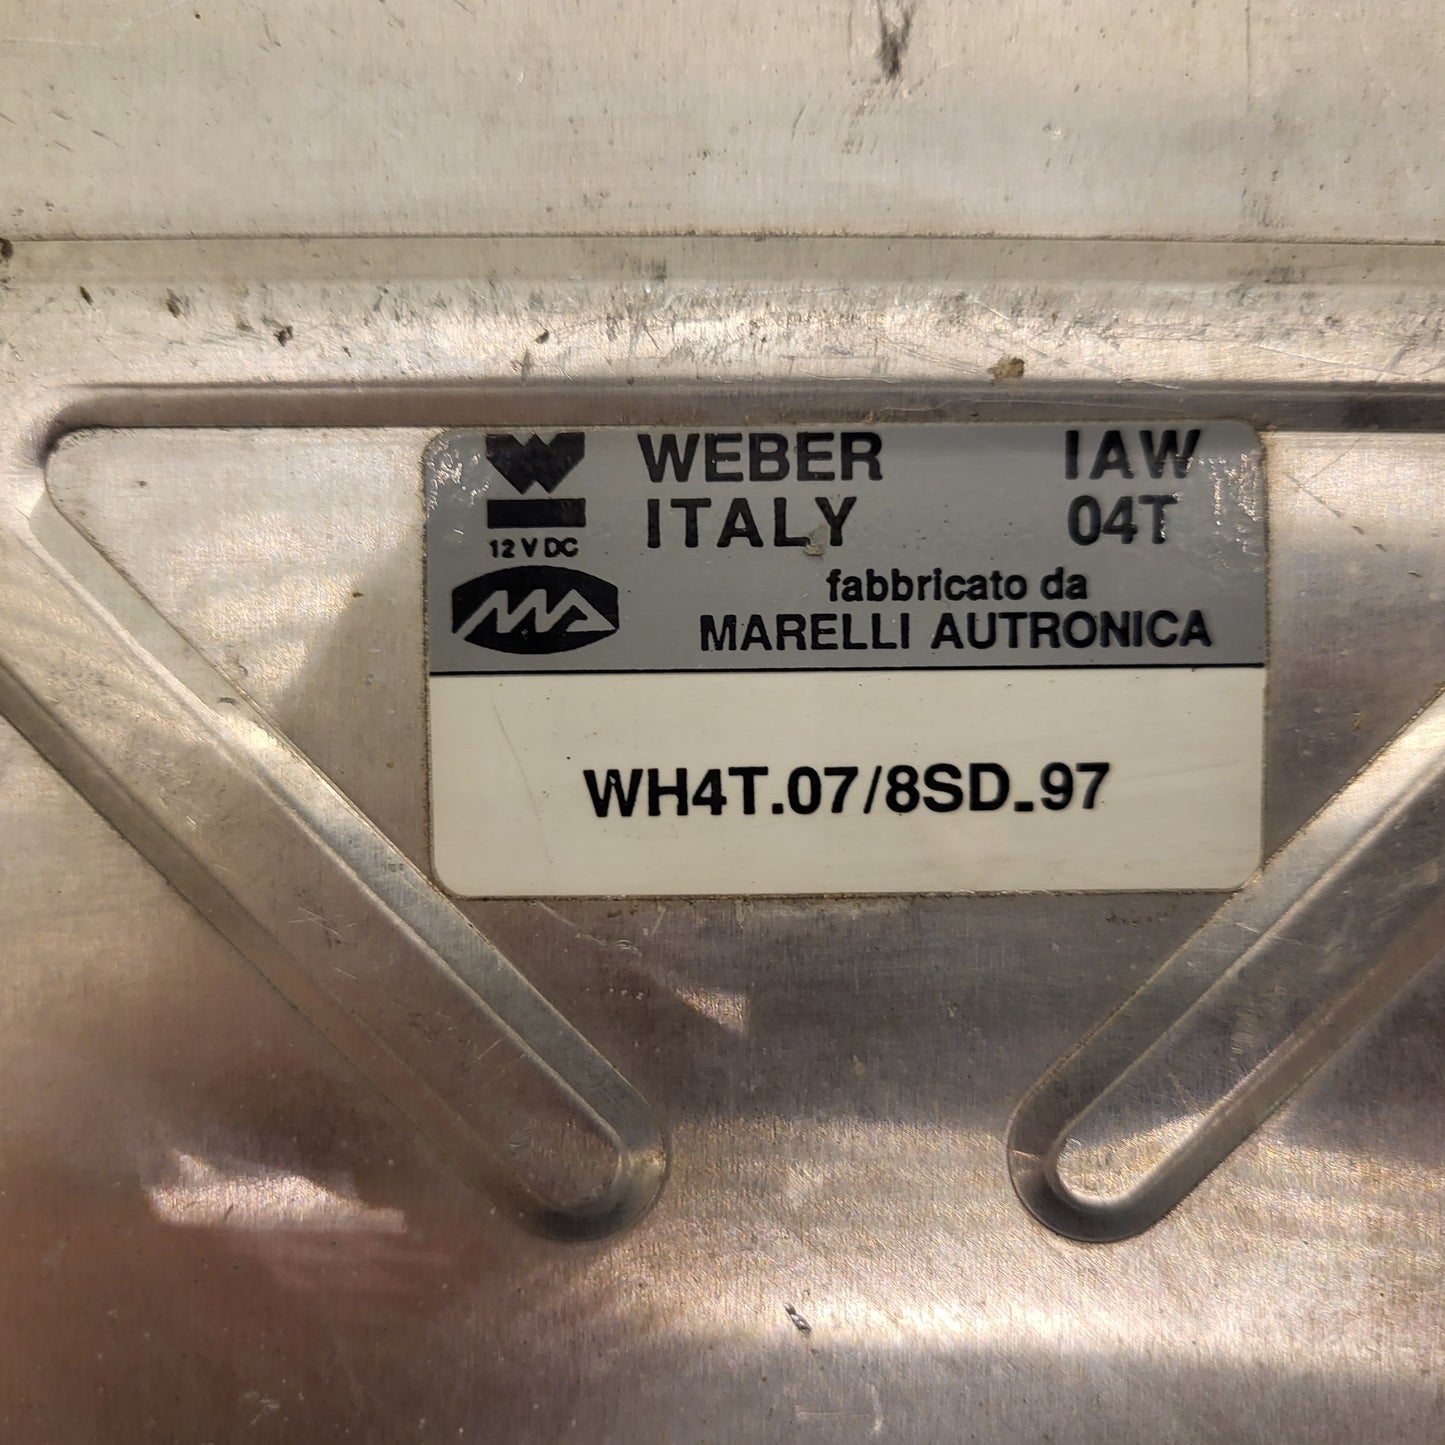 WEBER IAW
ITALY 04T
12 V DC
fabbricato da
MARELLI AUTRONICA
WH4T.07/8SD_97